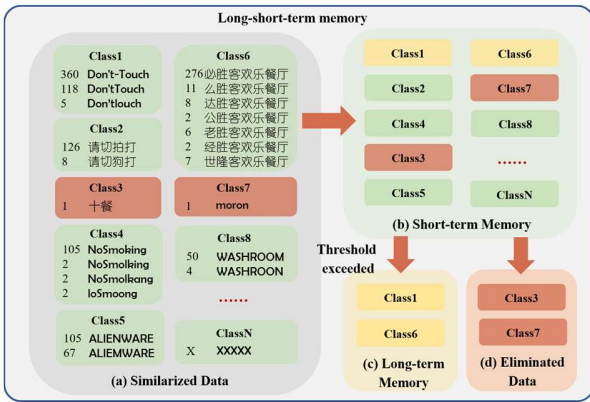 Long-short-term memory
Class1
360 Don't-Touch
118 DontTouch
5 Don'tlouch
Class2
126 请切拍打
8 请切狗打
Class3
1 十餐
Class4
105 NoSmoking
2 NoSmolking
2 NoSmolkang
2 loSmoong
Class5
105 ALIENWARE
67 ALIEMWARE
Class6
276 必胜客欢乐餐厅
11 么胜客欢乐餐厅
8 达胜客欢乐餐厅
2 公胜客欢乐餐厅
6 老胜客欢乐餐厅
2 经胜客欢乐餐厅
7 世隆客欢乐餐厅
Class7
1 moron
Class8
50 WASHROOM
4 WASHROON
......
ClassN
X XXXXX
(a) Similarized Data
Class1
Class6
Class2
Class7
Class4
Class8
Class3
......
Class5
ClassN
(b) Short-term Memory
Threshold
exceeded
Class1
Class6
(c) Long-term
Memory
Class3
Class7
(d) Eliminated
Data